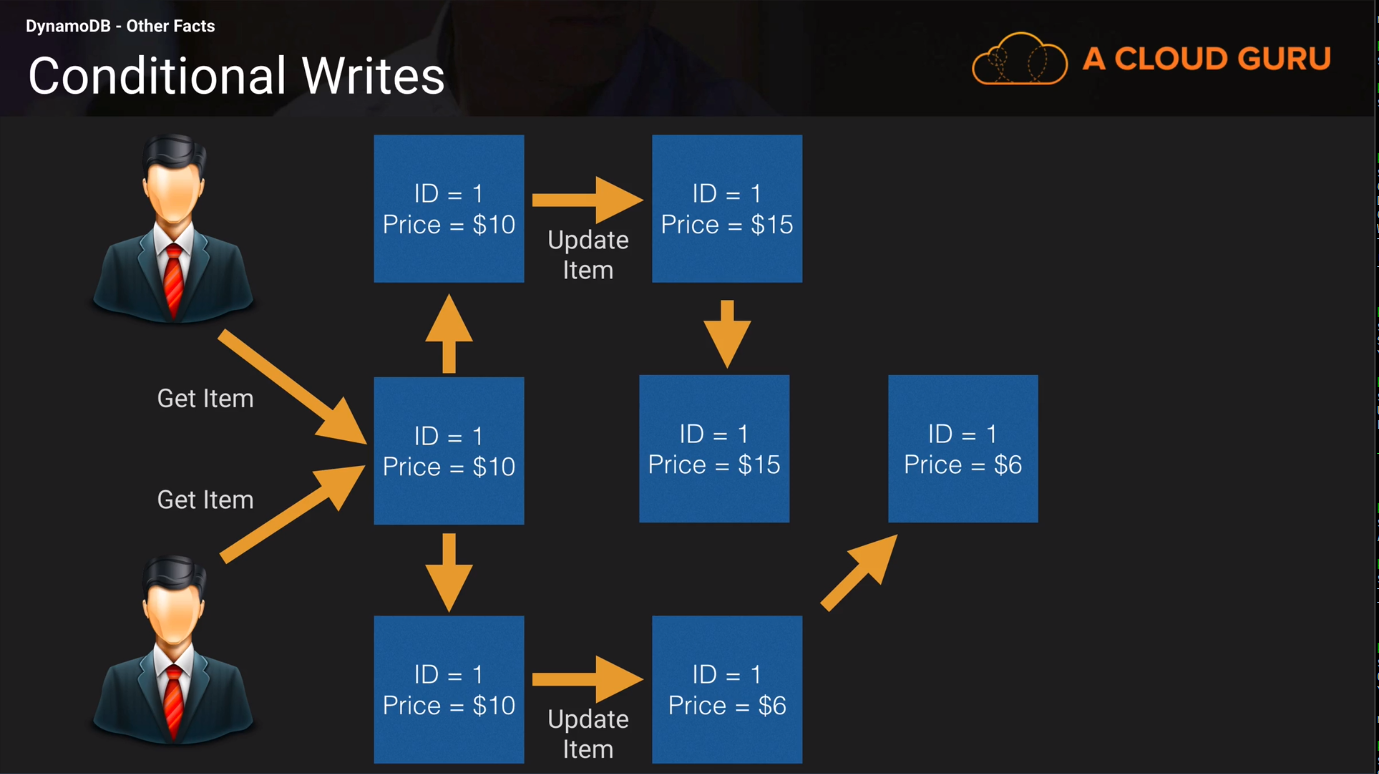 DynamoDB - Other Facts
Conditional Writes
A CLOUD GURU
ID = 1
Price = $10
Update
Item
ID = 1
Price = $15
Get Item
Get Item
ID = 1
Price = $10
ID = 1
Price = $15
ID = 1
Price = $6
ID = 1
Price = $10
Update
Item
ID = 1
Price = $6